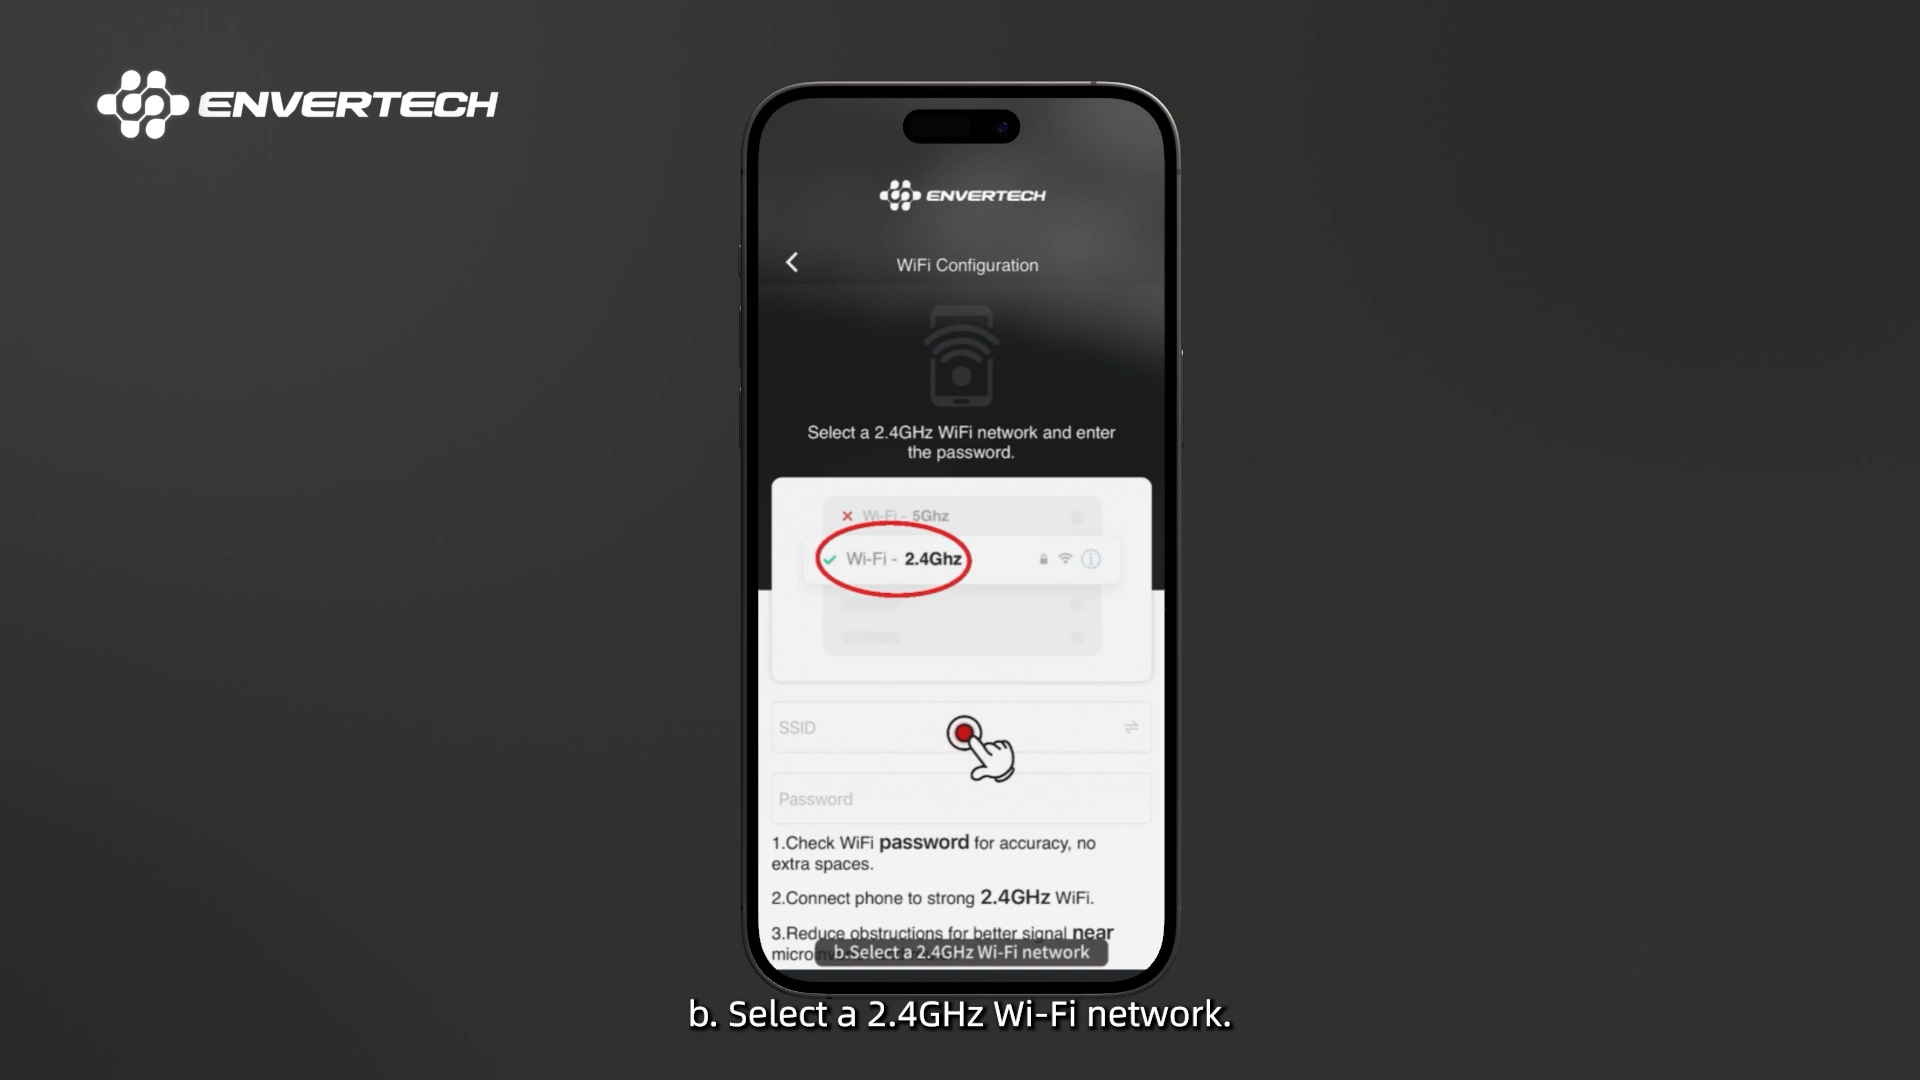 ENVERTECH
ENVERTECH
WiFi Configuration
Select a 2.4GHz WiFi network and enter
the password.
Wi-Fi - 5Ghz
Wi-Fi - 2.4Ghz
SSID
Password
1.Check WiFi password for accuracy, no
extra spaces.
2.Connect phone to strong 2.4GHz WiFi.
3.Reduce obstructions for better signal near
b.Select a 2.4GHz Wi-Fi network
b. Select a 2.4GHz Wi-Fi network.